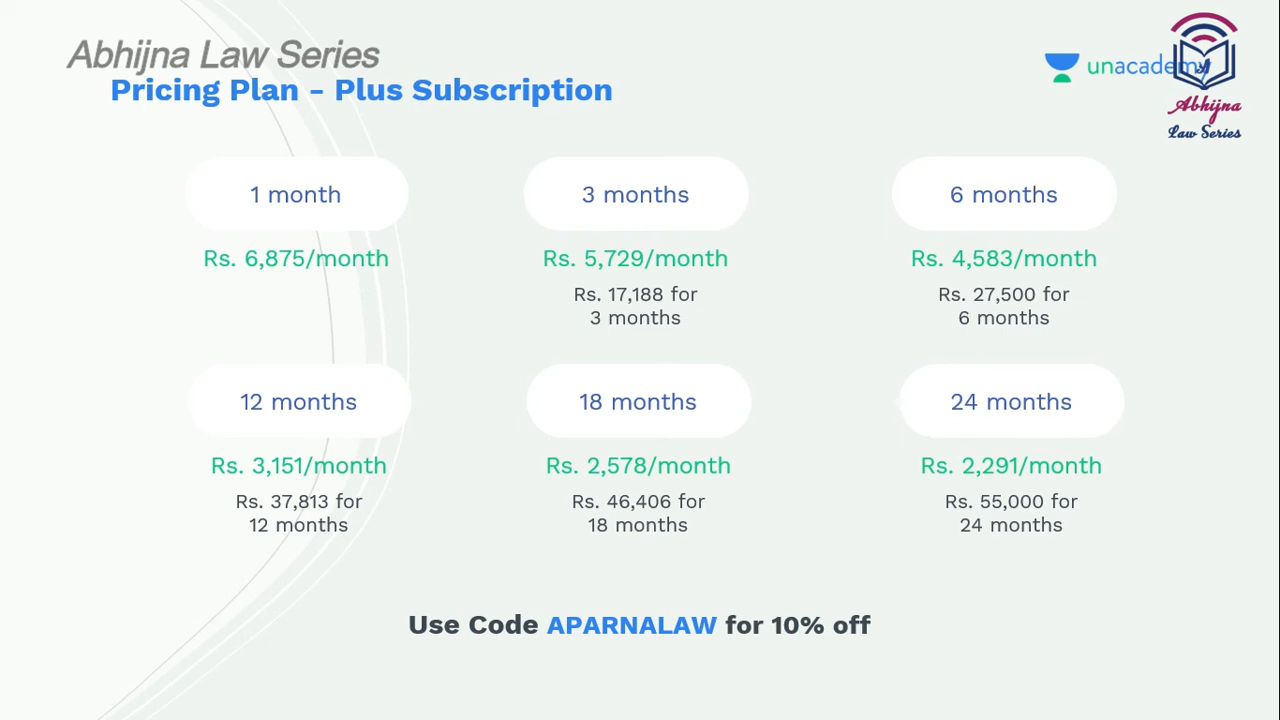 Abhijna Law Series
Pricing Plan - Plus Subscription
unacademy
Abhijna
Law Series
1 month
3 months
6 months
Rs. 6,875/month
Rs. 5,729/month
Rs. 4,583/month
Rs. 17,188 for
3 months
Rs. 27,500 for
6 months
12 months
18 months
24 months
Rs. 3,151/month
Rs. 2,578/month
Rs. 2,291/month
Rs. 37,813 for
12 months
Rs. 46,406 for
18 months
Rs. 55,000 for
24 months
Use Code APARNALAW for 10% off